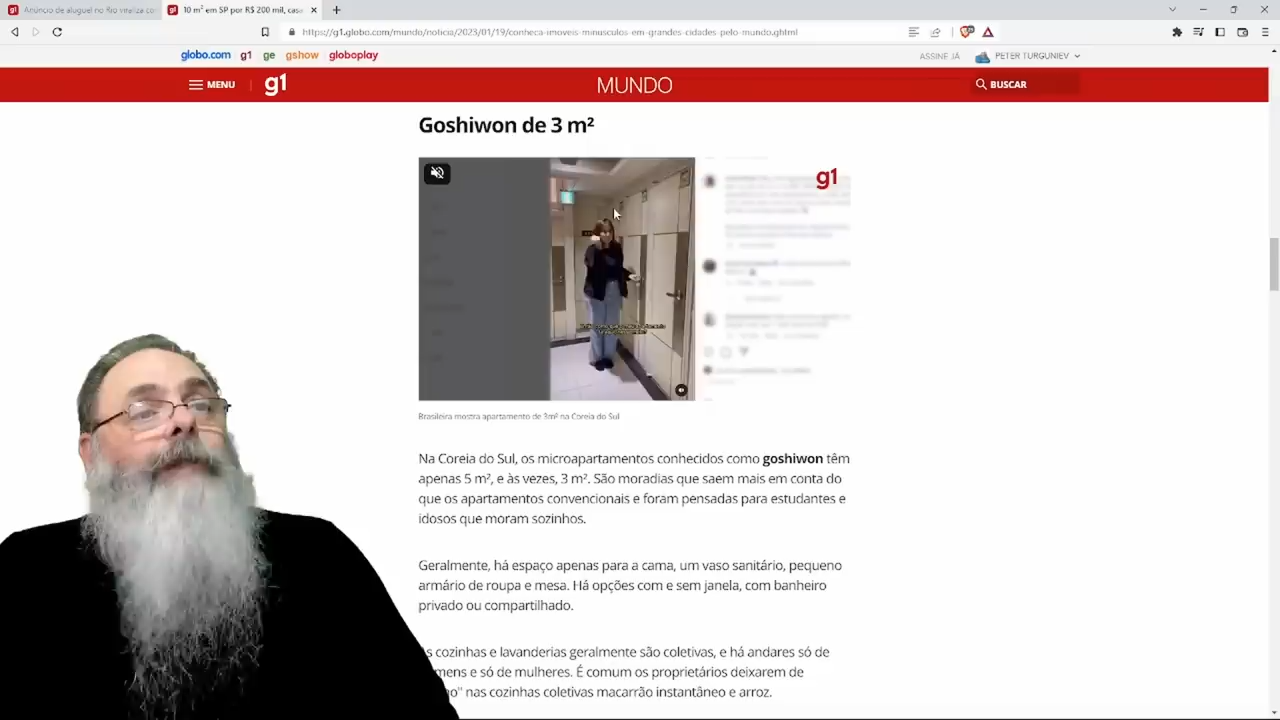 Anúncio de aluguel no Rio viraliza co
10 m² em SP por R$ 200 mil, casa
https://g1.globo.com/mundo/noticia/2023/01/19/conheca-imoveis-minusculos-em-grandes-cidades-pelo-mundo.ghtml
globo.com g1 ge gshow globoplay
ASSINE JÁ PETER TURGUNIEV
MENU g1 MUNDO BUSCAR
Goshiwon de 3 m²
g1
Brasileira mostra apartamento de 3m² na Coreia do Sul
Na Coreia do Sul, os microapartamentos conhecidos como goshiwon têm
apenas 5 m², e às vezes, 3 m². São moradias que saem mais em conta do
que os apartamentos convencionais e foram pensadas para estudantes e
idosos que moram sozinhos.
Geralmente, há espaço apenas para a cama, um vaso sanitário, pequeno
armário de roupa e mesa. Há opções com e sem janela, com banheiro
privado ou compartilhado.
s cozinhas e lavanderias geralmente são coletivas, e há andares só de
mens e só de mulheres. É comum os proprietários deixarem de
o" nas cozinhas coletivas macarrão instantâneo e arroz.